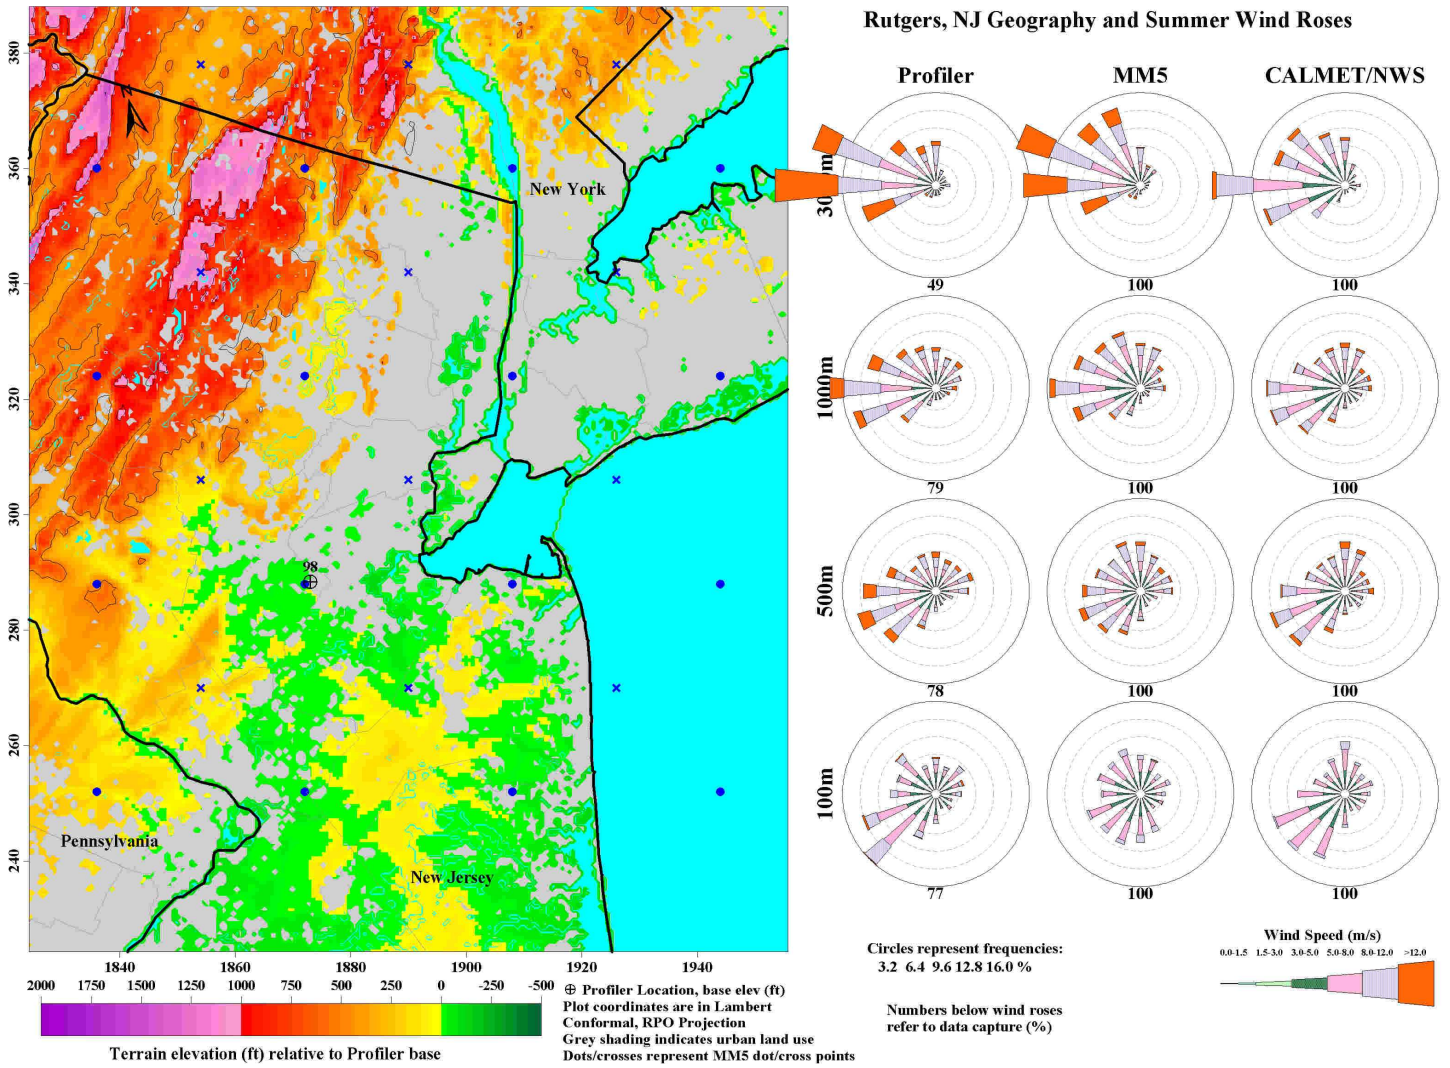 Rutgers, NJ Geography and Summer Wind Roses
Profiler MM5 CALMET/NWS
380
360
340
320
300
280
260
240
1840 1860 1880 1900 1920 1940
New York
98
Pennsylvania
New Jersey
49 100 100
1000m
79 100 100
500m
78 100 100
100m
77 100 100
2000 1750 1500 1250 1000 750 500 250 0 -250 -500
Terrain elevation (ft) relative to Profiler base
⊕ Profiler Location, base elev (ft)
Plot coordinates are in Lambert
Conformal, RPO Projection
Grey shading indicates urban land use
Dots/crosses represent MM5 dot/cross points
Circles represent frequencies:
3.2 6.4 9.6 12.8 16.0 %
Numbers below wind roses
refer to data capture (%)
Wind Speed (m/s)
0.0-1.5 1.5-3.0 3.0-5.0 5.0-8.0 8.0-12.0 >12.0